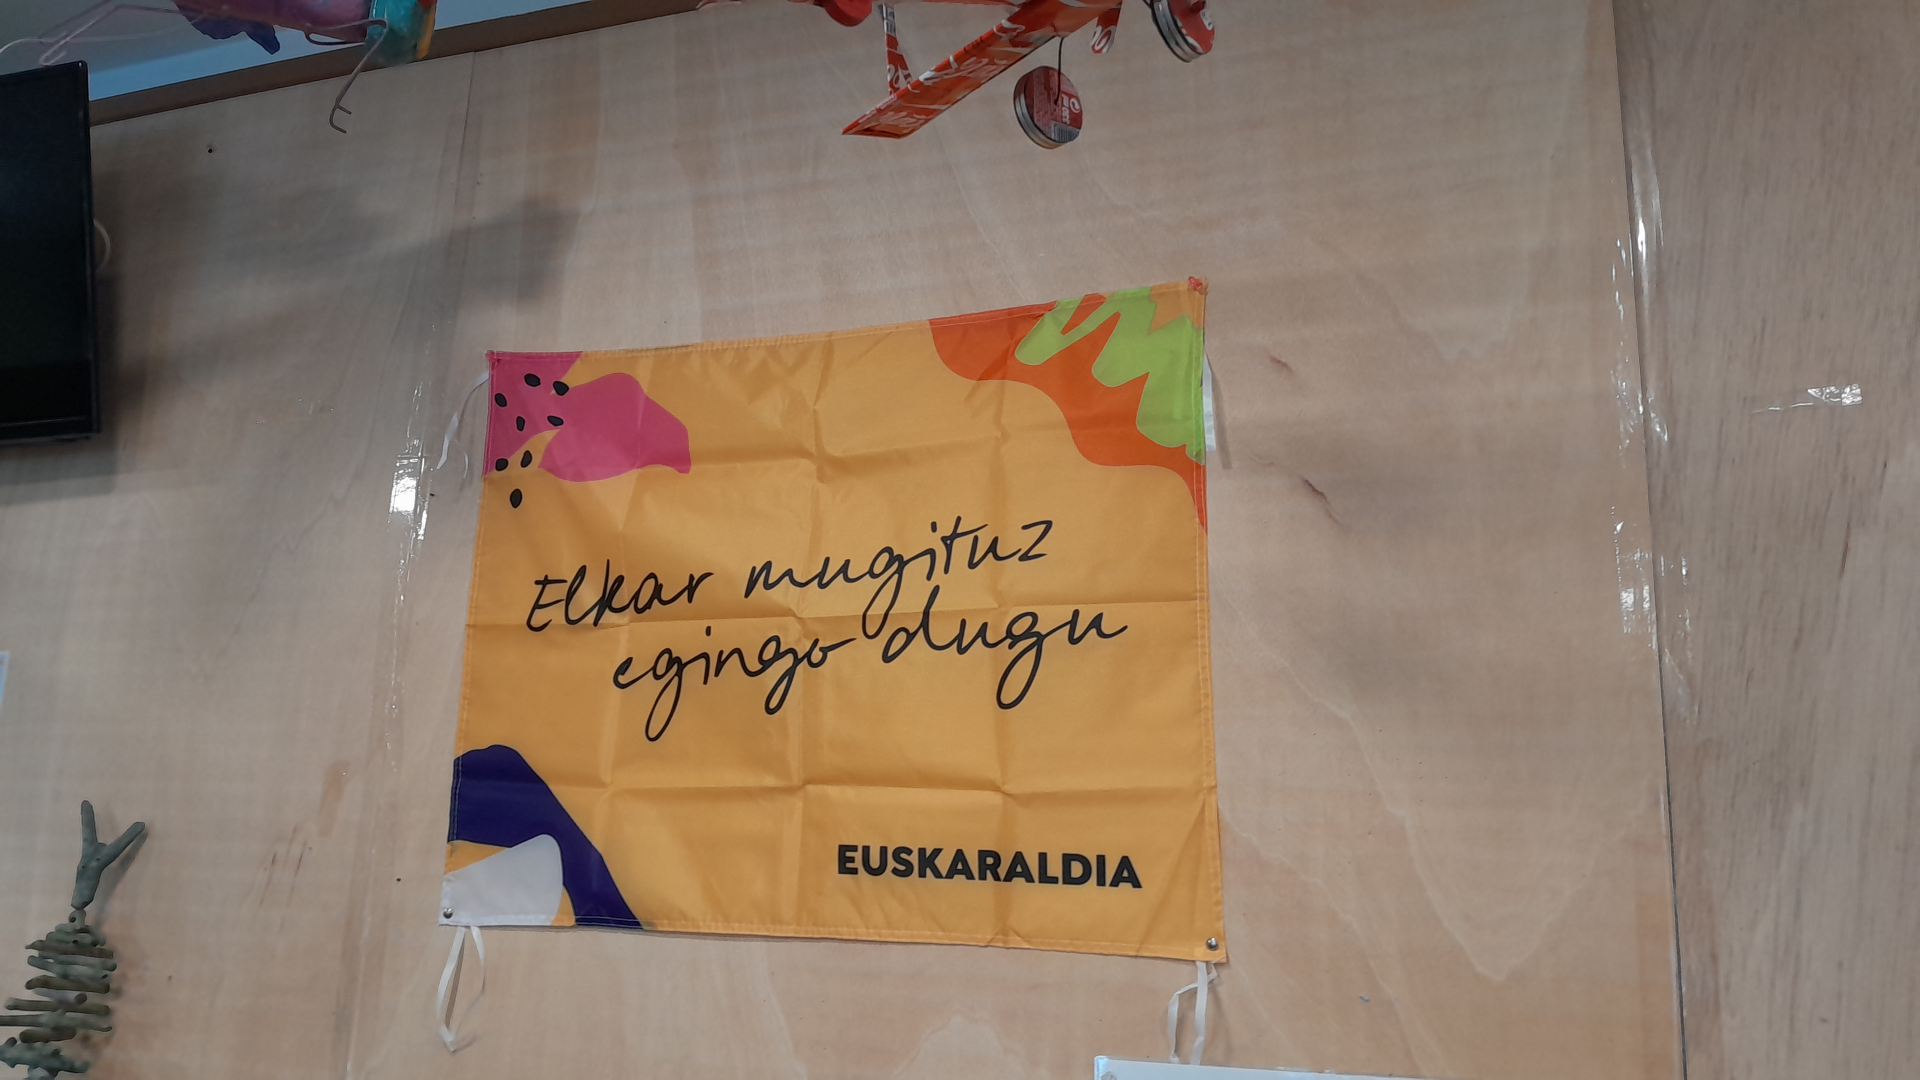 Elkar mugituz
egingo dugu
EUSKARALDIA